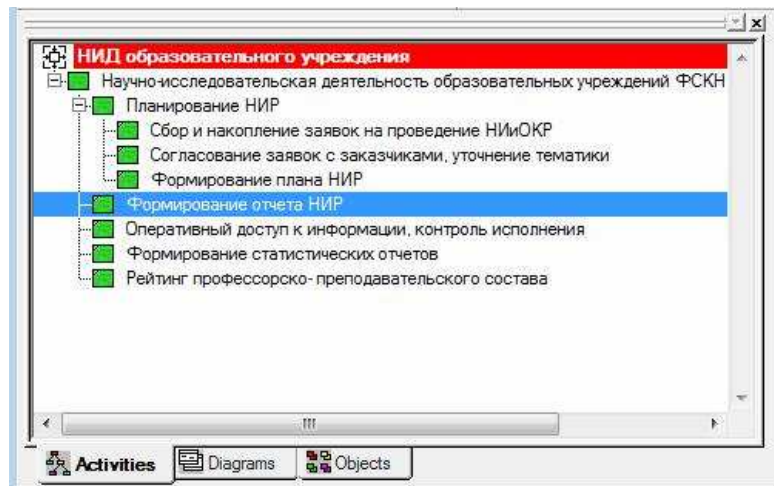 НИД образовательного учреждения
Научно-исследовательская деятельность образовательных учреждений ФСКН
Планирование НИР
Сбор и накопление заявок на проведение НИиОКР
Согласование заявок с заказчиками, уточнение тематики
Формирование плана НИР
Формирование отчета НИР
Оперативный доступ к информации, контроль исполнения
Формирование статистических отчетов
Рейтинг профессорско- преподавательского состава
Activities Diagrams Objects